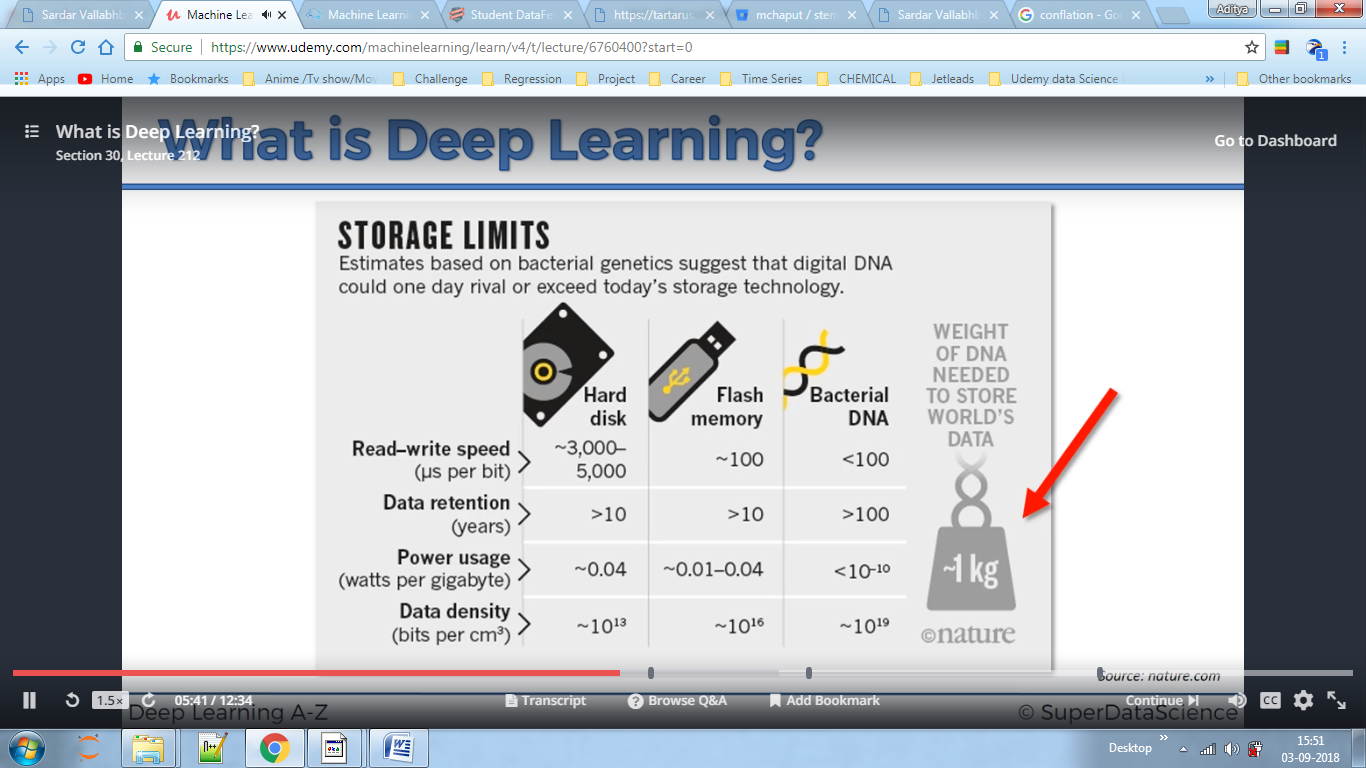 Sardar Vallabhb
Machine Lea
Machine Learni
Student DataFe
https://tartarus.
mchaput / stem
Sardar Vallabhb
conflation - Go
Aditya
Secure
https://www.udemy.com/machinelearning/learn/v4/t/lecture/6760400?start=0
1
Apps
Home
Bookmarks
Anime /Tv show/Mov
Challenge
Regression
Project
Career
Time Series
CHEMICAL
Jetleads
Udemy data Science
»
Other bookmarks
What is Deep Learning?
Section 30, Lecture 212
What is Deep Learning?
Go to Dashboard
STORAGE LIMITS
Estimates based on bacterial genetics suggest that digital DNA
could one day rival or exceed today's storage technology.
Hard
disk
Flash
memory
Bacterial
DNA
Read–write speed
(µs per bit)
~3,000–
5,000
~100
<100
Data retention
(years)
>10
>10
>100
Power usage
(watts per gigabyte)
~0.04
~0.01–0.04
<10⁻¹⁰
Data density
(bits per cm³)
~10¹³
~10¹⁶
~10¹⁹
WEIGHT
OF DNA
NEEDED
TO STORE
WORLD'S
DATA
~1 kg
©nature
Source: nature.com
1.5×
05:41 / 12:34
Transcript
Browse Q&A
Add Bookmark
Continue
CC
Deep Learning A-Z
© SuperDataScience
Desktop
»
15:51
03-09-2018